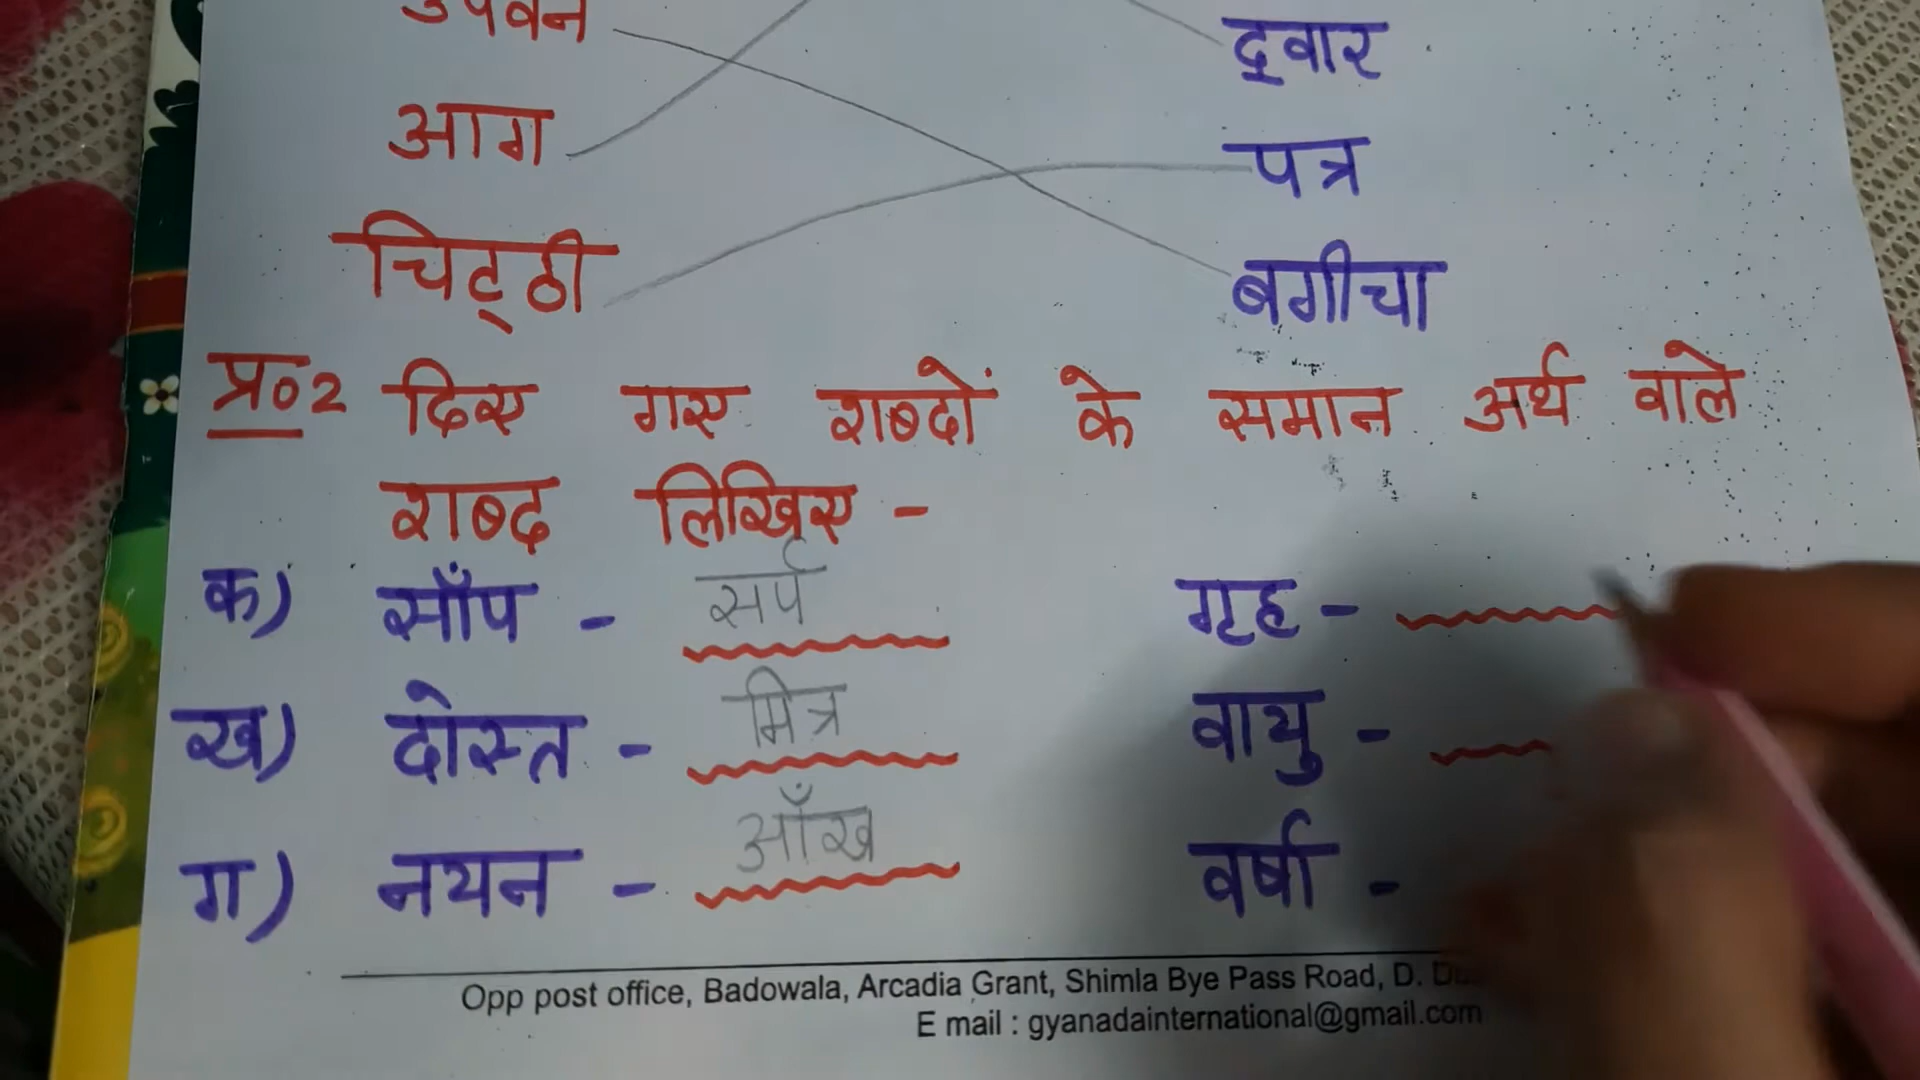 उपवन
द्वार
आग
पत्र
चिट्ठी
बगीचा
प्र०2 दिए गए शब्दों के समान अर्थ वाले
शब्द लिखिए -
क) साँप - सर्प गृह -
ख) दोस्त - मित्र वायु -
ग) नयन - आँख वर्षा -
Opp post office, Badowala, Arcadia Grant, Shimla Bye Pass Road, D.
E mail : gyanadainternational@gmail.com